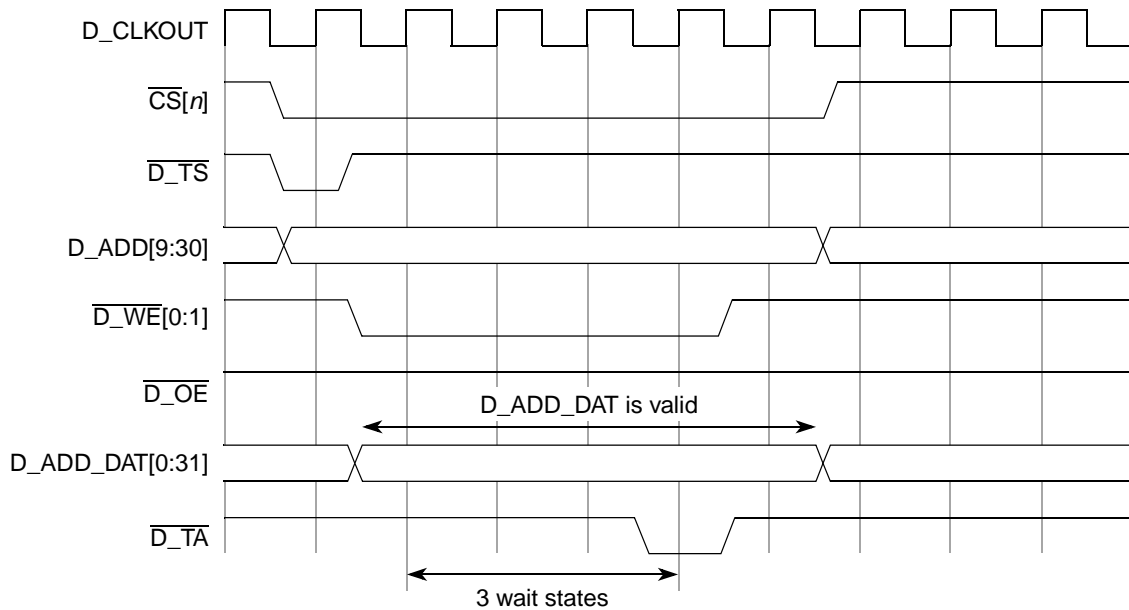 D_CLKOUT
CS[n]
D_TS
D_ADD[9:30]
D_WE[0:1]
D_OE
D_ADD_DAT is valid
D_ADD_DAT[0:31]
D_TA
3 wait states